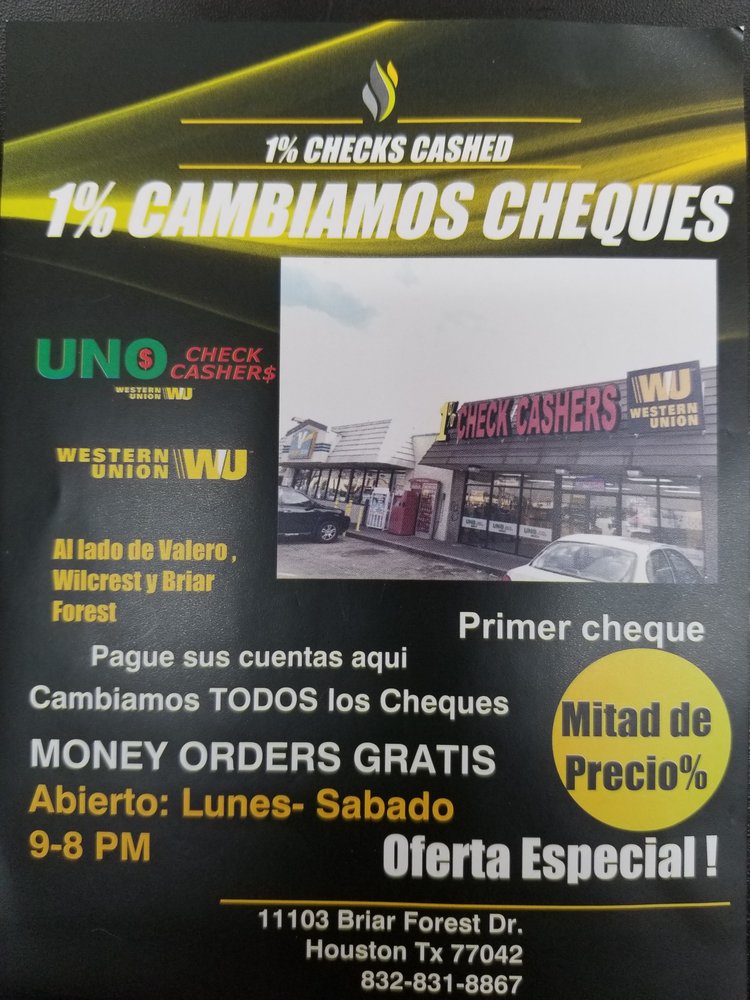 1% CHECKS CASHED
1% CAMBIAMOS CHEQUES
UNO $ CHECK
CASHER$
WESTERN
UNION WU
WESTERN
UNION WU
1% CHECK CASHERS
WU
WESTERN
UNION
UNO
UNO
UNO
Al lado de Valero ,
Wilcrest y Briar
Forest
Primer cheque
Pague sus cuentas aqui
Cambiamos TODOS los Cheques
Mitad de
Precio%
MONEY ORDERS GRATIS
Abierto: Lunes- Sabado
9-8 PM
Oferta Especial !
11103 Briar Forest Dr.
Houston Tx 77042
832-831-8867